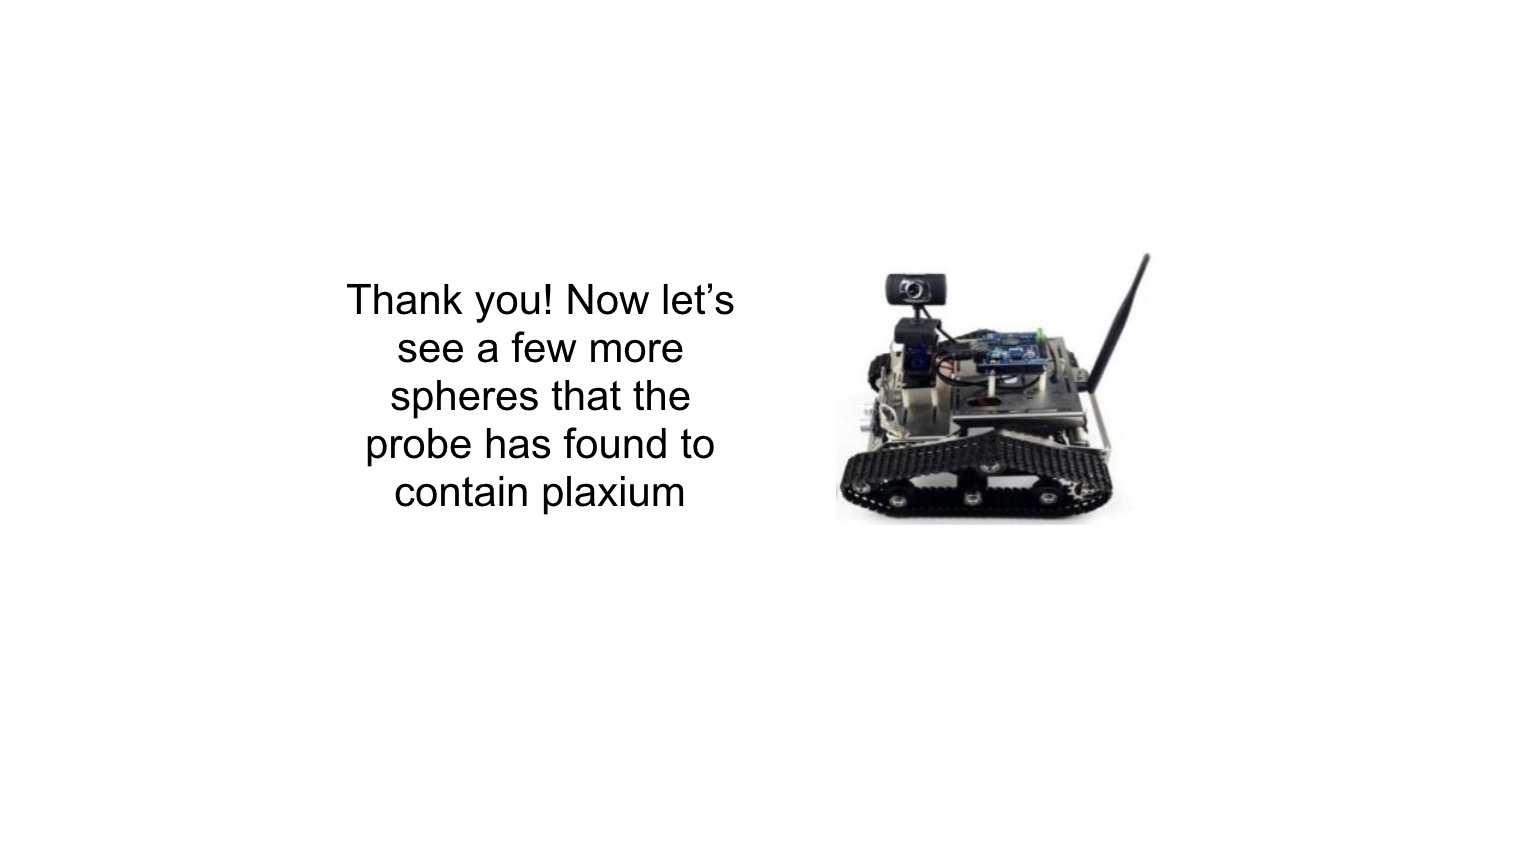 Thank you! Now let’s
see a few more
spheres that the
probe has found to
contain plaxium